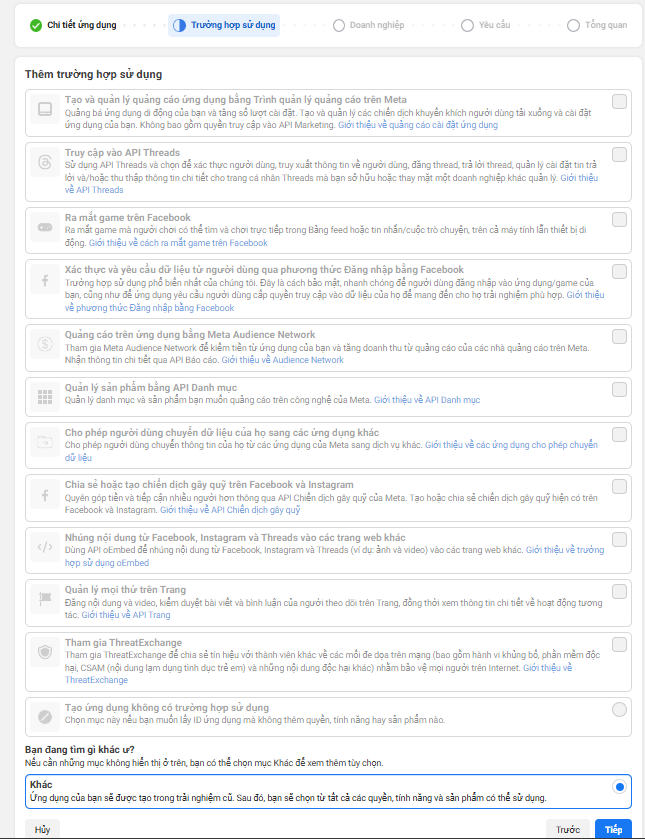 Chi tiết ứng dụng
Trường hợp sử dụng
Doanh nghiệp
Yêu cầu
Tổng quan
Thêm trường hợp sử dụng
Tạo và quản lý quảng cáo ứng dụng bằng Trình quản lý quảng cáo trên Meta
Quảng bá ứng dụng di động của bạn và tăng số lượt cài đặt. Tạo và quản lý các chiến dịch khuyến khích người dùng tải xuống và cài đặt
ứng dụng của bạn. Không bao gồm quyền truy cập vào API Marketing. Giới thiệu về quảng cáo cài đặt ứng dụng
Truy cập vào API Threads
Sử dụng API Threads và chọn để xác thực người dùng, truy xuất thông tin về người dùng, đăng thread, trả lời thread, quản lý cài đặt tin trả
lời và/hoặc thu thập thông tin chi tiết cho trang cá nhân Threads mà bạn sở hữu hoặc thay mặt một doanh nghiệp khác quản lý. Giới thiệu
về API Threads
Ra mắt game trên Facebook
Ra mắt game mà người chơi có thể tìm và chơi trực tiếp trong Bảng feed hoặc tin nhắn/cuộc trò chuyện, trên cả máy tính lẫn thiết bị di
động. Giới thiệu về cách ra mắt game trên Facebook
Xác thực và yêu cầu dữ liệu từ người dùng qua phương thức Đăng nhập bằng Facebook
Trường hợp sử dụng phổ biến nhất của chúng tôi. Đây là cách bảo mật, nhanh chóng để người dùng đăng nhập vào ứng dụng/game của
bạn, cũng như để ứng dụng yêu cầu người dùng cấp quyền truy cập vào dữ liệu của họ để mang đến cho họ trải nghiệm phù hợp. Giới thiệu
về phương thức Đăng nhập bằng Facebook
Quảng cáo trên ứng dụng bằng Meta Audience Network
Tham gia Meta Audience Network để kiếm tiền từ ứng dụng của bạn và tăng doanh thu từ quảng cáo của các nhà quảng cáo trên Meta.
Nhận thông tin chi tiết qua API Báo cáo. Giới thiệu về Audience Network
Quản lý sản phẩm bằng API Danh mục
Quản lý danh mục và sản phẩm bạn muốn quảng cáo trên công nghệ của Meta. Giới thiệu về API Danh mục
Cho phép người dùng chuyển dữ liệu của họ sang các ứng dụng khác
Cho phép người dùng chuyển thông tin của họ từ các ứng dụng của Meta sang dịch vụ khác. Giới thiệu về các ứng dụng cho phép chuyển
dữ liệu
Chia sẻ hoặc tạo chiến dịch gây quỹ trên Facebook và Instagram
Quyên góp tiền và tiếp cận nhiều người hơn thông qua API Chiến dịch gây quỹ của Meta. Tạo hoặc chia sẻ chiến dịch gây quỹ hiện có trên
Facebook và Instagram. Giới thiệu về API Chiến dịch gây quỹ
Nhúng nội dung từ Facebook, Instagram và Threads vào các trang web khác
Dùng API oEmbed để nhúng nội dung từ Facebook, Instagram và Threads (ví dụ: ảnh và video) vào các trang web khác. Giới thiệu về trường
hợp sử dụng oEmbed
Quản lý mọi thứ trên Trang
Đăng nội dung và video, kiểm duyệt bài viết và bình luận của người theo dõi trên Trang, đồng thời xem thông tin chi tiết về hoạt động tương
tác. Giới thiệu về API Trang
Tham gia ThreatExchange
Tham gia ThreatExchange để chia sẻ tín hiệu với thành viên khác về các mối đe dọa trên mạng (bao gồm hành vi khủng bố, phần mềm độc
hại, CSAM (nội dung lạm dụng tình dục trẻ em) và những nội dung độc hại khác) nhằm bảo vệ mọi người trên Internet. Giới thiệu về
ThreatExchange
Tạo ứng dụng không có trường hợp sử dụng
Chọn mục này nếu bạn muốn lấy ID ứng dụng mà không thêm quyền, tính năng hay sản phẩm nào.
Bạn đang tìm gì khác ư?
Nếu cần những mục không hiển thị ở trên, bạn có thể chọn mục Khác để xem thêm tùy chọn.
Khác
Ứng dụng của bạn sẽ được tạo trong trải nghiệm cũ. Sau đó, bạn sẽ chọn từ tất cả các quyền, tính năng và sản phẩm có thể sử dụng.
Hủy
Trước
Tiếp